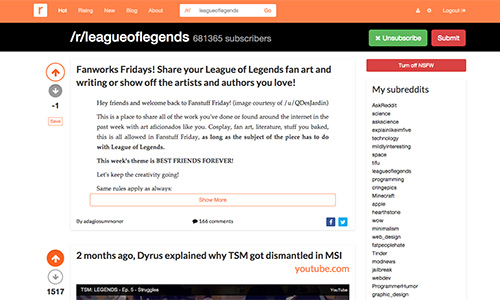 r Hot Rising New Blog About Help /r/ leagueoflegends Go Logout
/r/leagueoflegends 681365 subscribers
Unsubscribe Submit
Fanworks Fridays! Share your League of Legends fan art and
writing or show off the artists and authors you love!
-1
Save
Hey friends and welcome back to Fanstuff Friday! (image courtesy of /u/QDesJardin)
This is a place to share all of the work you've done or found around the internet in the
past week with art aficionados like you. Cosplay, fan art, literature, stuff you baked,
this is all allowed in Fanstuff Friday, as long as the subject of the piece has to do
with League of Legends.
This week's theme is BEST FRIENDS FOREVER!
Let's keep the creativity going!
Same rules apply as always:
Show More
By adagiosummoner 166 comments
2 months ago, Dyrus explained why TSM got dismantled in MSI
youtube.com
1517
TSM: LEGENDS - Ep. 5 - Struggles YouTube
Turn off NSFW
My subreddits
AskReddit
science
askscience
explainlikeimfive
technology
mildlyinteresting
space
tifu
leagueoflegends
programming
cringepics
Minecraft
apple
hearthstone
wow
minimalism
web_design
fatpeoplehate
Tinder
modnews
jailbreak
webdev
ProgrammerHumor
graphic_design